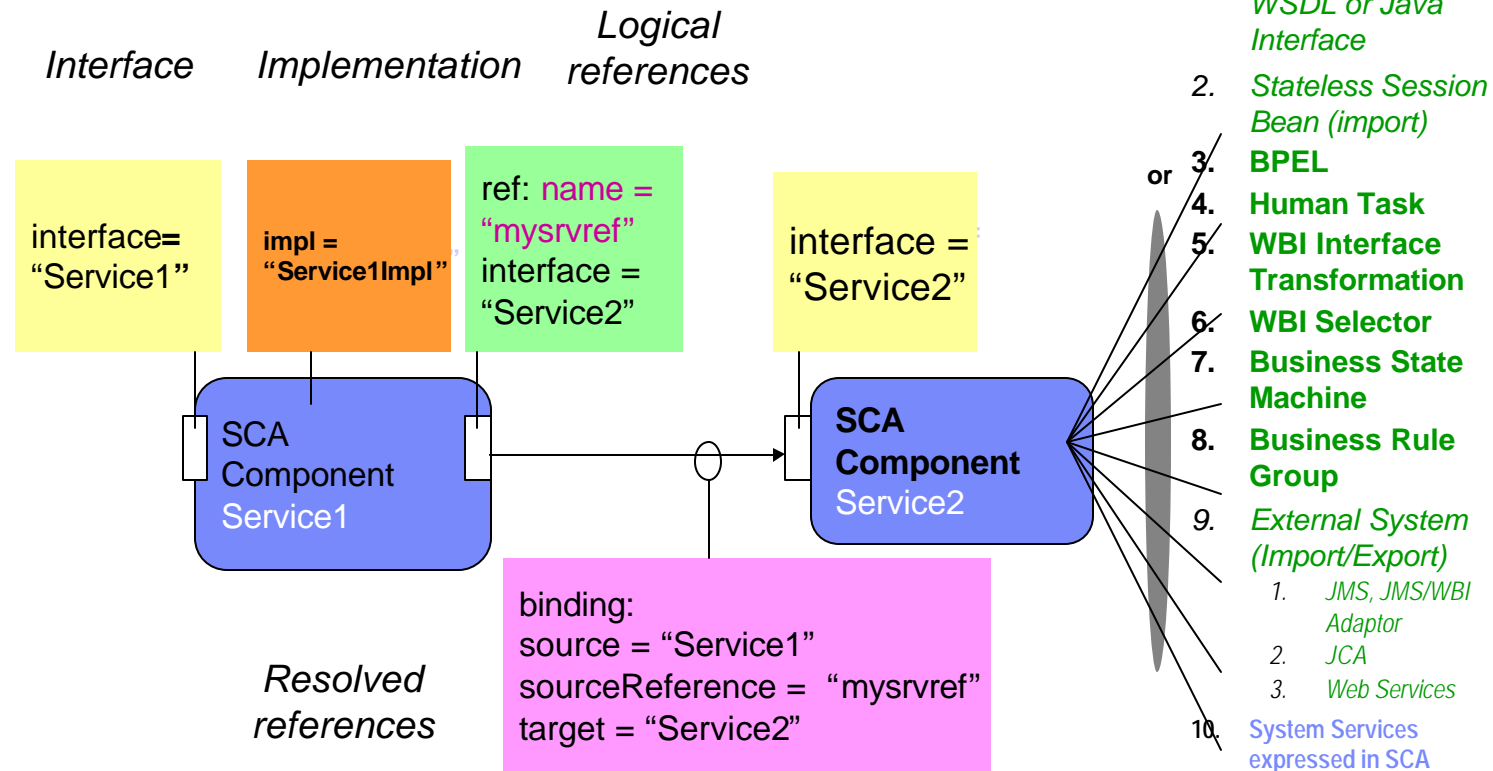 Interface
Implementation
Logical
references
interface=
“Service1”
impl =
“Service1Impl”
ref: name =
“mysrvref”
interface =
“Service2”
interface =
“Service2”
SCA
Component
Service1
SCA
Component
Service2
binding:
source = “Service1”
sourceReference = “mysrvref”
target = “Service2”
Resolved
references
or
WSDL or Java
Interface
2. Stateless Session
Bean (import)
3. BPEL
4. Human Task
5. WBI Interface
Transformation
6. WBI Selector
7. Business State
Machine
8. Business Rule
Group
9. External System
(Import/Export)
1. JMS, JMS/WBI
Adaptor
2. JCA
3. Web Services
10. System Services
expressed in SCA